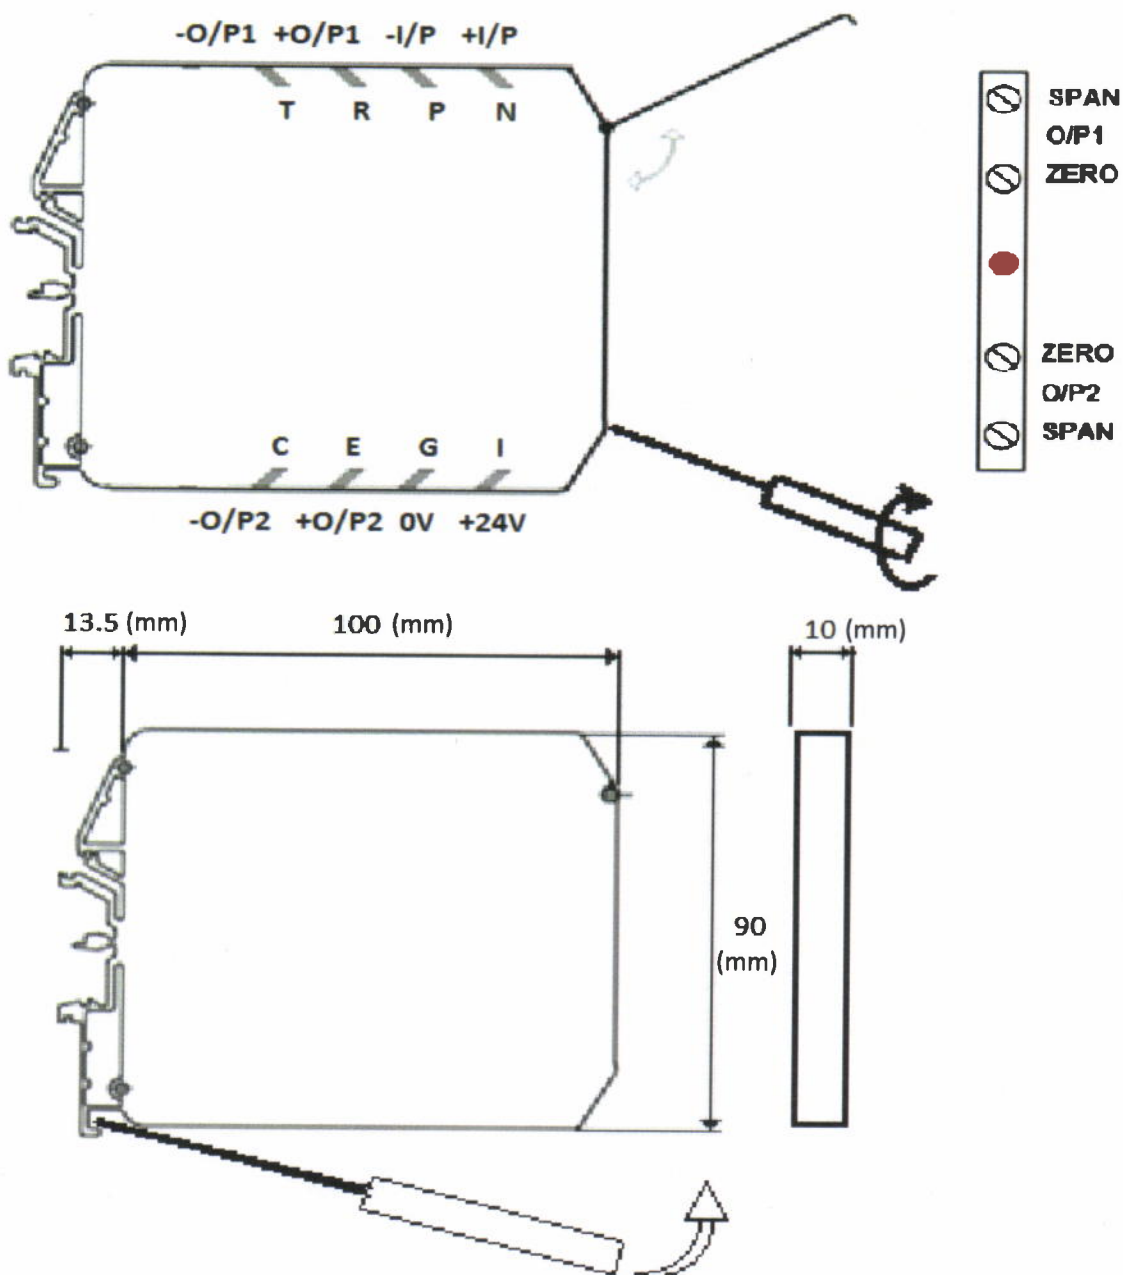 -O/P1 +O/P1 -I/P +I/P
T R P N
SPAN
O/P1
ZERO
ZERO
O/P2
SPAN
C E G I
-O/P2 +O/P2 0V +24V
13.5 (mm) 100 (mm) 10 (mm)
90
(mm)